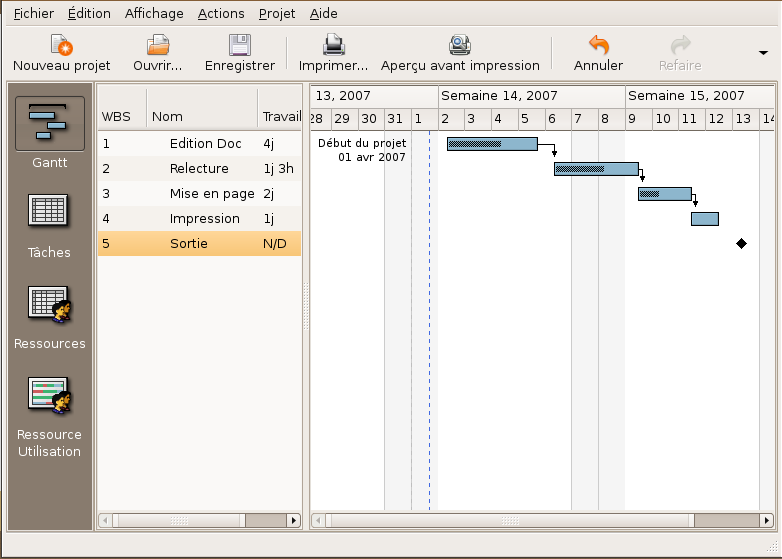 Fichier Édition Affichage Actions Projet Aide
Nouveau projet Ouvrir... Enregistrer Imprimer... Aperçu avant impression Annuler Refaire
Gantt
Tâches
Ressources
Ressource
Utilisation
WBS Nom Travail
1 Edition Doc 4j
2 Relecture 1j 3h
3 Mise en page 2j
4 Impression 1j
5 Sortie N/D
13, 2007 Semaine 14, 2007 Semaine 15, 2007
28 29 30 31 1 2 3 4 5 6 7 8 9 10 11 12 13 14
Début du projet
01 avr 2007